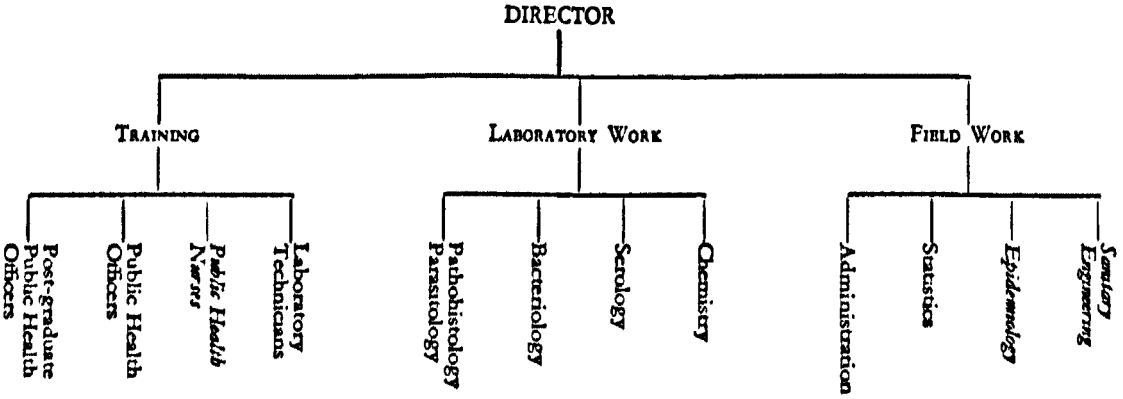 DIRECTOR
TRAINING
LABORATORY WORK
FIELD WORK
Post-graduate
Public Health
Officers
Public Health
Officers
Public Health
Nurses
Laboratory
Technicians
Pathohistology
Parasitology
Bacteriology
Serology
Chemistry
Administration
Statistics
Epidemiology
Sanitary
Engineering